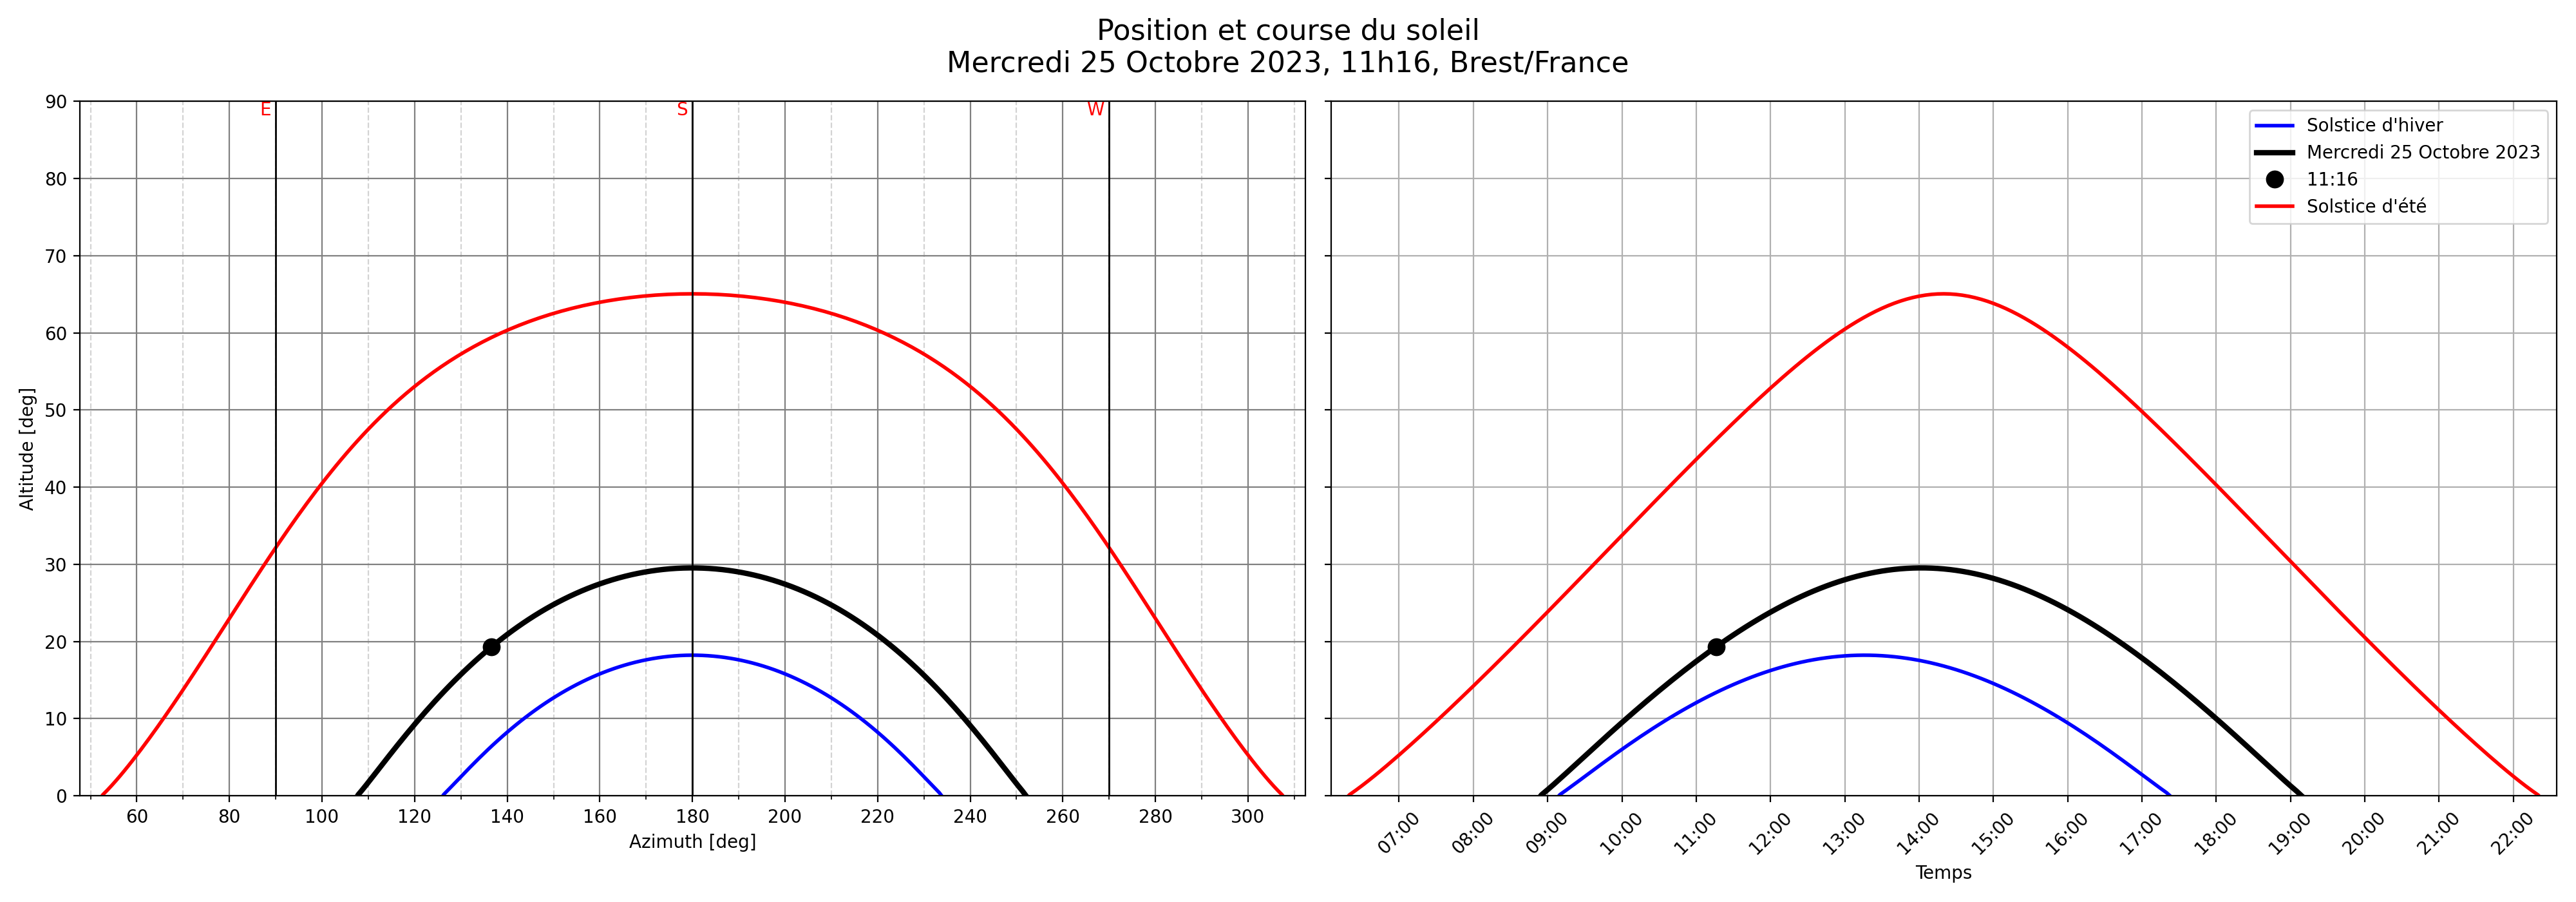 Position et course du soleil
Mercredi 25 Octobre 2023, 11h16, Brest/France
E
S
W
90
80
70
60
50
40
30
20
10
0
Altitude [deg]
60 80 100 120 140 160 180 200 220 240 260 280 300
Azimuth [deg]
Solstice d'hiver
Mercredi 25 Octobre 2023
11:16
Solstice d'été
07:00 08:00 09:00 10:00 11:00 12:00 13:00 14:00 15:00 16:00 17:00 18:00 19:00 20:00 21:00 22:00
Temps